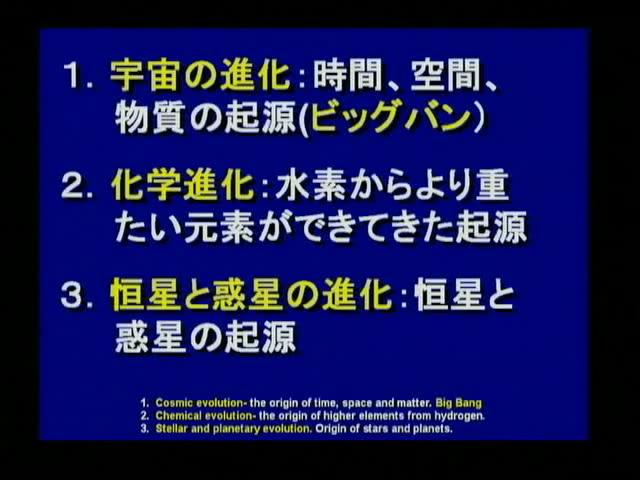 1. 宇宙の進化：時間、空間、
物質の起源(ビッグバン）
2. 化学進化：水素からより重
たい元素ができてきた起源
3. 恒星と惑星の進化：恒星と
惑星の起源
1. Cosmic evolution- the origin of time, space and matter. Big Bang
2. Chemical evolution- the origin of higher elements from hydrogen.
3. Stellar and planetary evolution. Origin of stars and planets.